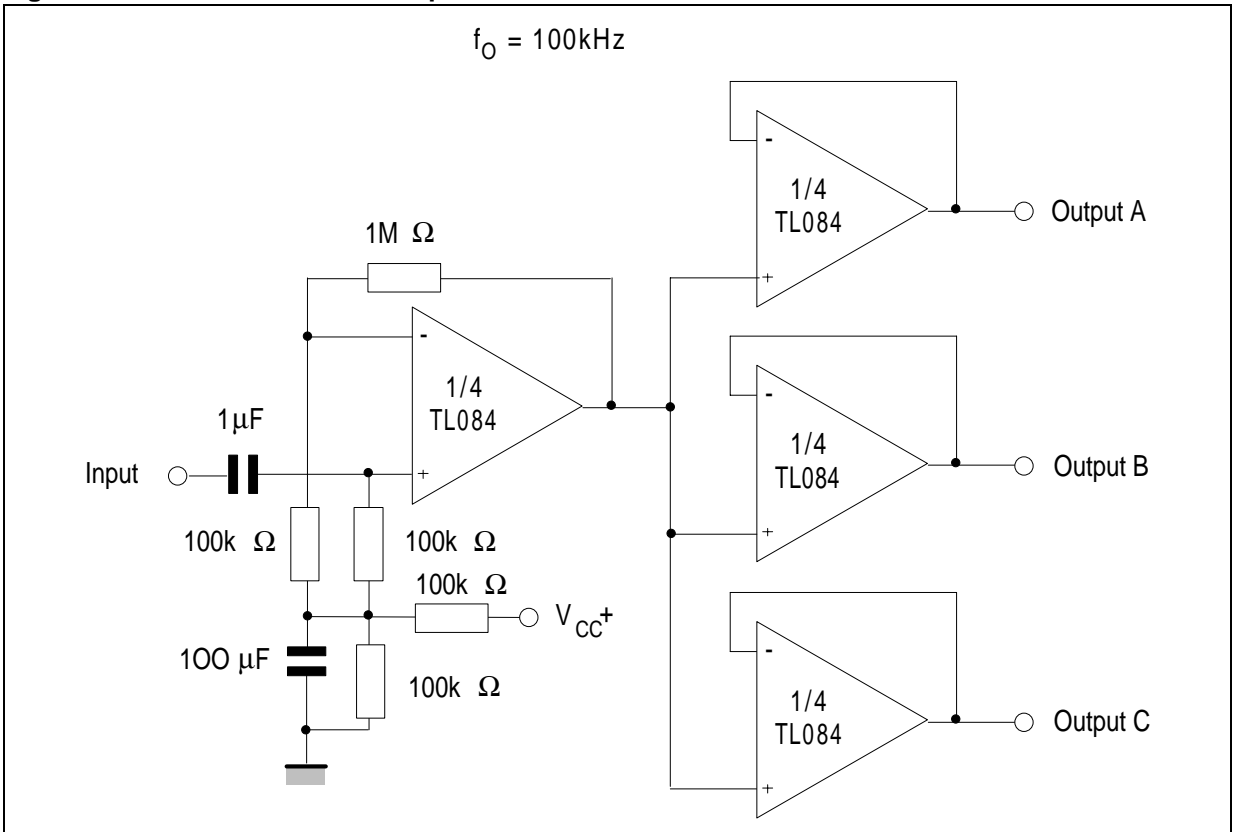 f_O = 100kHz
-
1/4
TL084
+
Output A
1M Ω
-
1/4
TL084
+
1µF
Input
-
1/4
TL084
+
Output B
100k Ω
100k Ω
100k Ω
V_CC+
100 µF
100k Ω
-
1/4
TL084
+
Output C